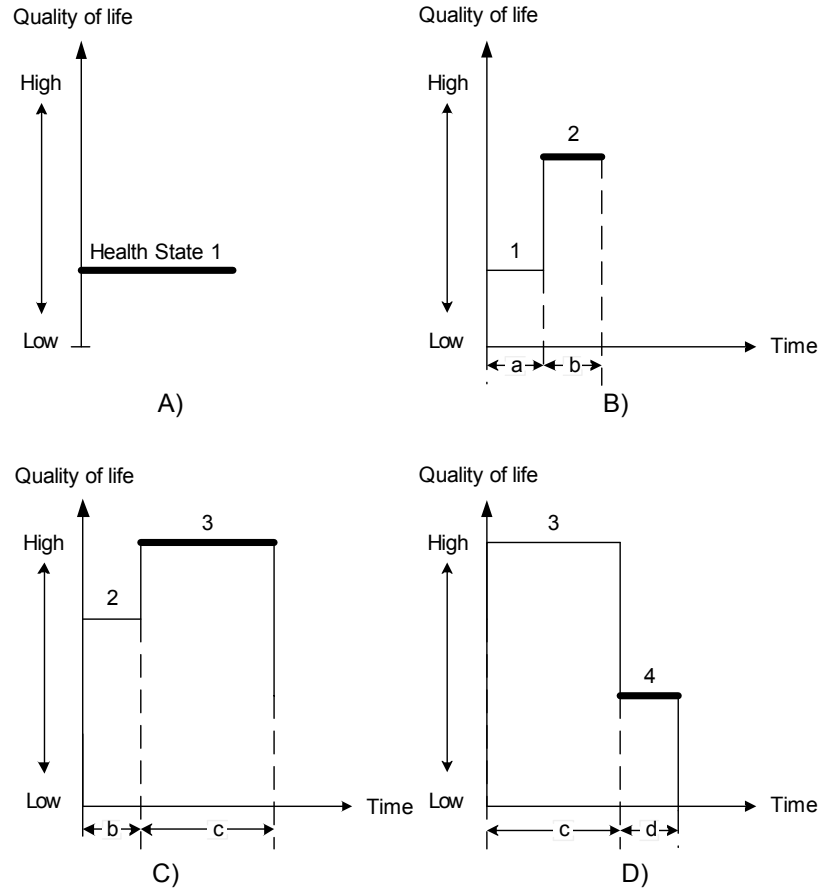 Quality of life
High
Health State 1
Low
A)
Quality of life
High
2
1
Low
Time
a
b
B)
Quality of life
High
3
2
Low
Time
b
c
C)
Quality of life
High
3
4
Low
Time
c
d
D)